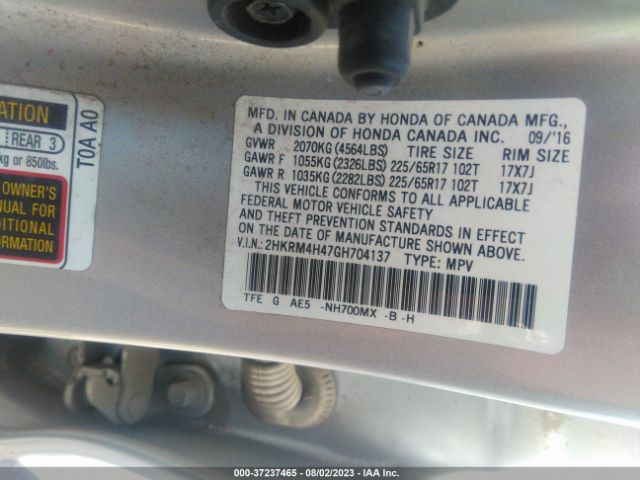 ATION
REAR 3
kg or 850lbs.
OWNER'S
NUAL FOR
DITIONAL
FORMATION
T0A A0
MFD. IN CANADA BY HONDA OF CANADA MFG.,
A DIVISION OF HONDA CANADA INC. 09/'16
GVWR 2070KG(4564LBS) TIRE SIZE RIM SIZE
GAWR F 1055KG(2326LBS) 225/65R17 102T 17X7J
GAWR R 1035KG(2282LBS) 225/65R17 102T 17X7J
THIS VEHICLE CONFORMS TO ALL APPLICABLE
FEDERAL MOTOR VEHICLE SAFETY
AND THEFT PREVENTION STANDARDS IN EFFECT
ON THE DATE OF MANUFACTURE SHOWN ABOVE.
V.I.N.: 2HKRM4H47GH704137 TYPE: MPV
TFE G AE5 -NH700MX -B -H
000-37237465 - 08/02/2023 - IAA Inc.